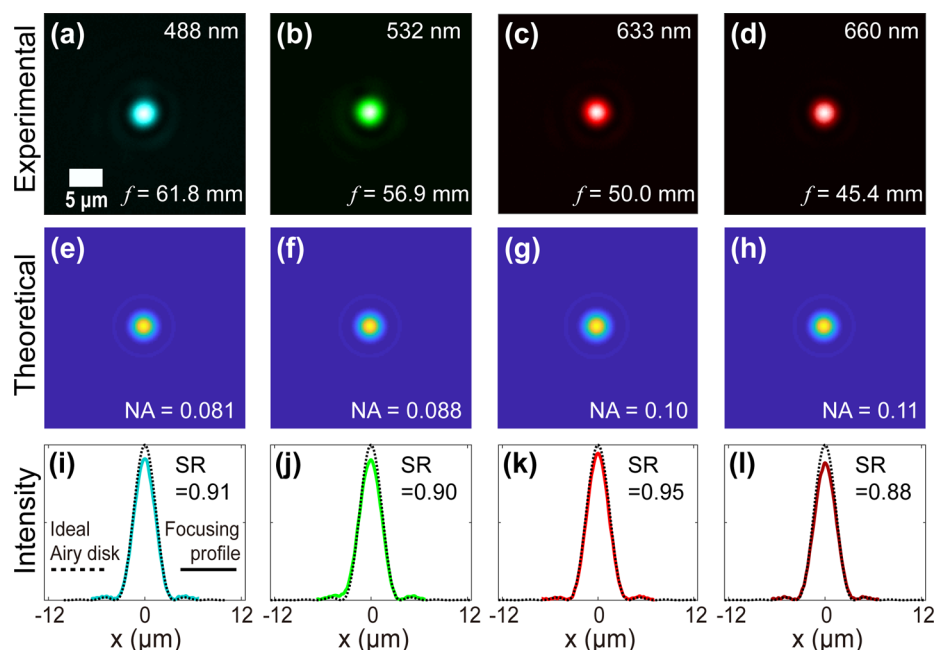 Experimental
(a) 488 nm
5 µm
f = 61.8 mm
(b) 532 nm
f = 56.9 mm
(c) 633 nm
f = 50.0 mm
(d) 660 nm
f = 45.4 mm
Theoretical
(e)
NA = 0.081
(f)
NA = 0.088
(g)
NA = 0.10
(h)
NA = 0.11
Intensity
(i) SR
=0.91
Ideal
Airy disk
Focusing
profile
-12 0 12
x (µm)
(j) SR
=0.90
-12 0 12
x (µm)
(k) SR
=0.95
-12 0 12
x (µm)
(l) SR
=0.88
-12 0 12
x (µm)